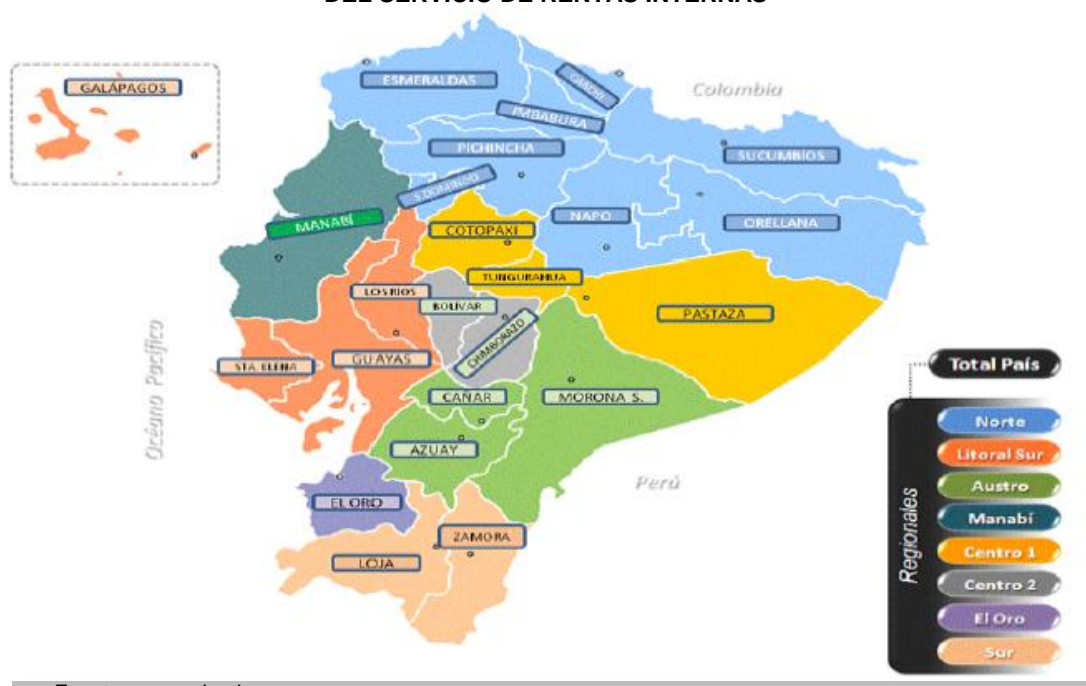 DEL SERVICIO DE RENTAS INTERNAS
GALÁPAGOS
ESMERALDAS
CARCHI
Colombia
IMBABURA
PICHINCHA
SUCUMBÍOS
S.DOMINGO
NAPO
ORELLANA
MANABÍ
COTOPAXI
TUNGURAHUA
LOS RIOS
BOLÍVAR
PASTAZA
CHIMBORAZO
Océano Pacífico
STA. ELENA
GUAYAS
CAÑAR
MORONA S.
AZUAY
Perú
EL ORO
ZAMORA
LOJA
Total País
Regionales
Norte
Litoral Sur
Austro
Manabí
Centro 1
Centro 2
El Oro
Sur